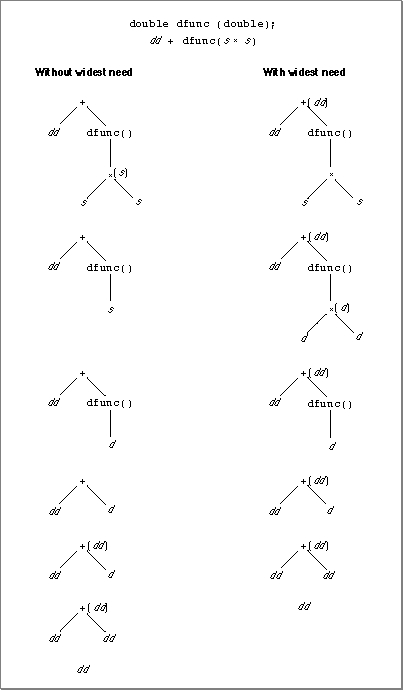 double dfunc (double);
dd + dfunc(s × s)
Without widest need With widest need
+ +(dd)
dd dfunc() dd dfunc()
×(s) ×
s s s s
+ +(dd)
dd dfunc() dd dfunc()
s ×(d)
d d
+ +(dd)
dd dfunc() dd dfunc()
d d
+ +(dd)
dd d dd d
+(dd) +(dd)
dd d dd dd
+(dd) dd
dd dd
dd